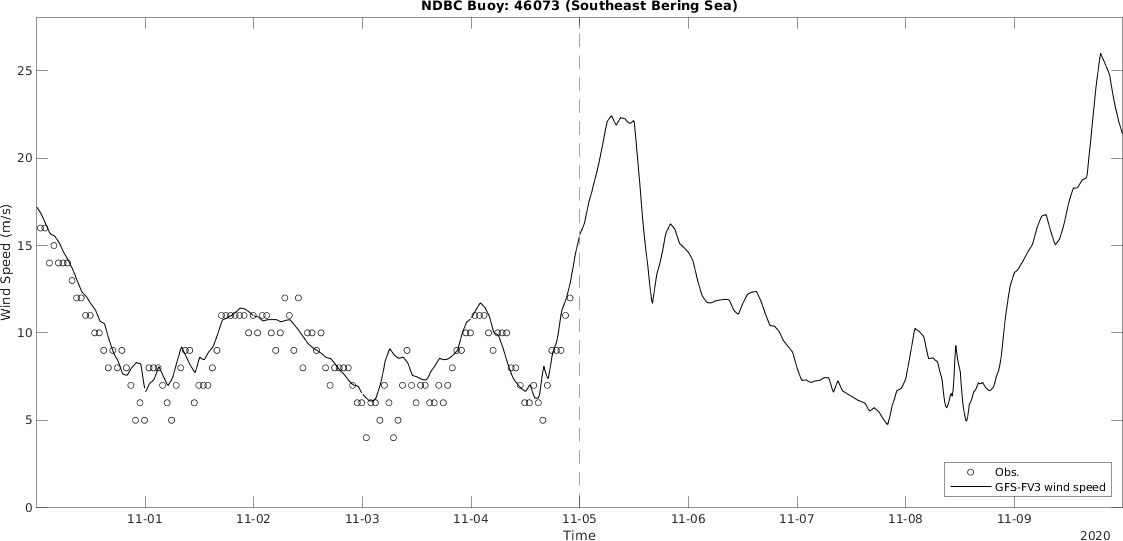 NDBC Buoy: 46073 (Southeast Bering Sea)
25
20
15
10
5
0
Wind Speed (m/s)
Obs.
GFS-FV3 wind speed
11-01 11-02 11-03 11-04 11-05 11-06 11-07 11-08 11-09
Time
2020